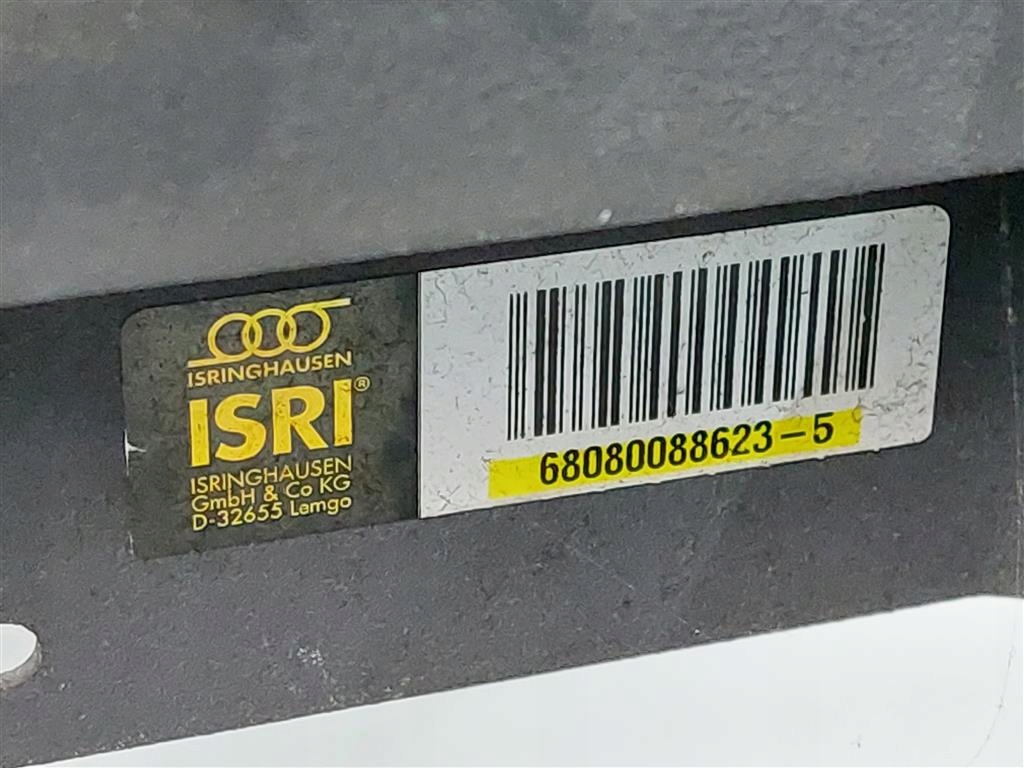 ISRINGHAUSEN
ISRI®
ISRINGHAUSEN
GmbH & Co KG
D-32655 Lemgo
68080088623-5